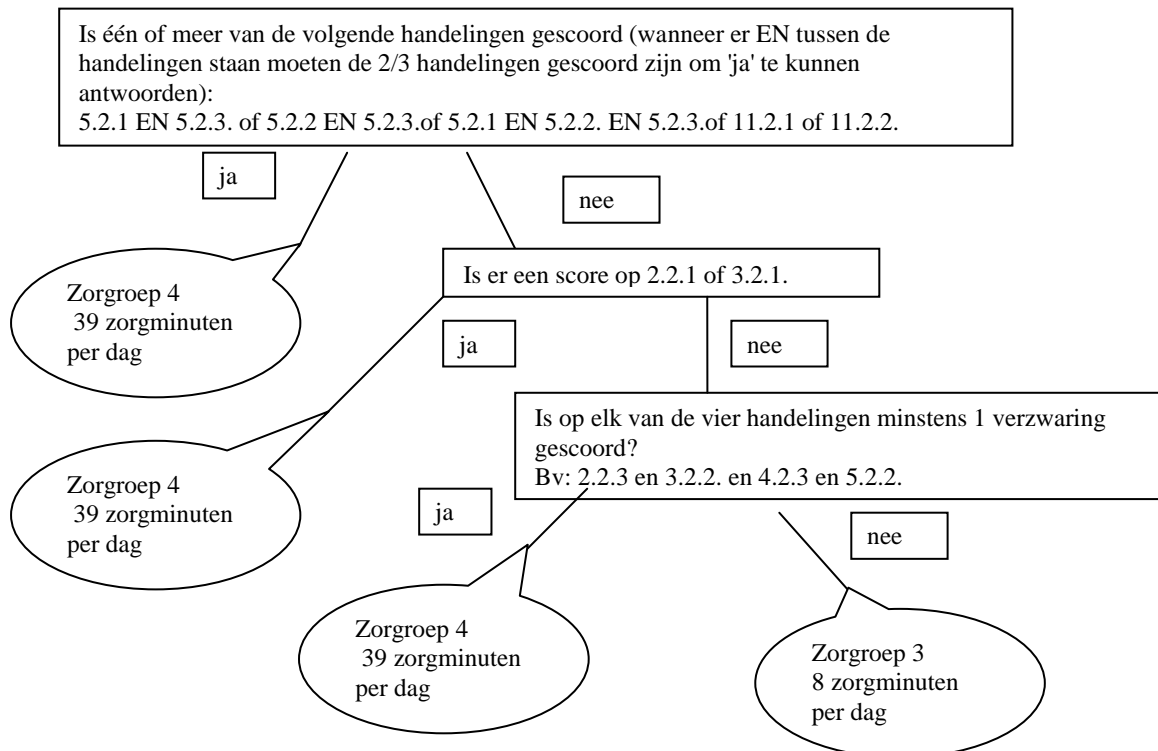 Is één of meer van de volgende handelingen gescoord (wanneer er EN tussen de
handelingen staan moeten de 2/3 handelingen gescoord zijn om 'ja' te kunnen
antwoorden):
5.2.1 EN 5.2.3. of 5.2.2 EN 5.2.3.of 5.2.1 EN 5.2.2. EN 5.2.3.of 11.2.1 of 11.2.2.
ja
nee
Zorgroep 4
39 zorgminuten
per dag
Is er een score op 2.2.1 of 3.2.1.
ja
nee
Zorgroep 4
39 zorgminuten
per dag
Is op elk van de vier handelingen minstens 1 verzwaring
gescoord?
Bv: 2.2.3 en 3.2.2. en 4.2.3 en 5.2.2.
ja
nee
Zorgroep 4
39 zorgminuten
per dag
Zorgroep 3
8 zorgminuten
per dag